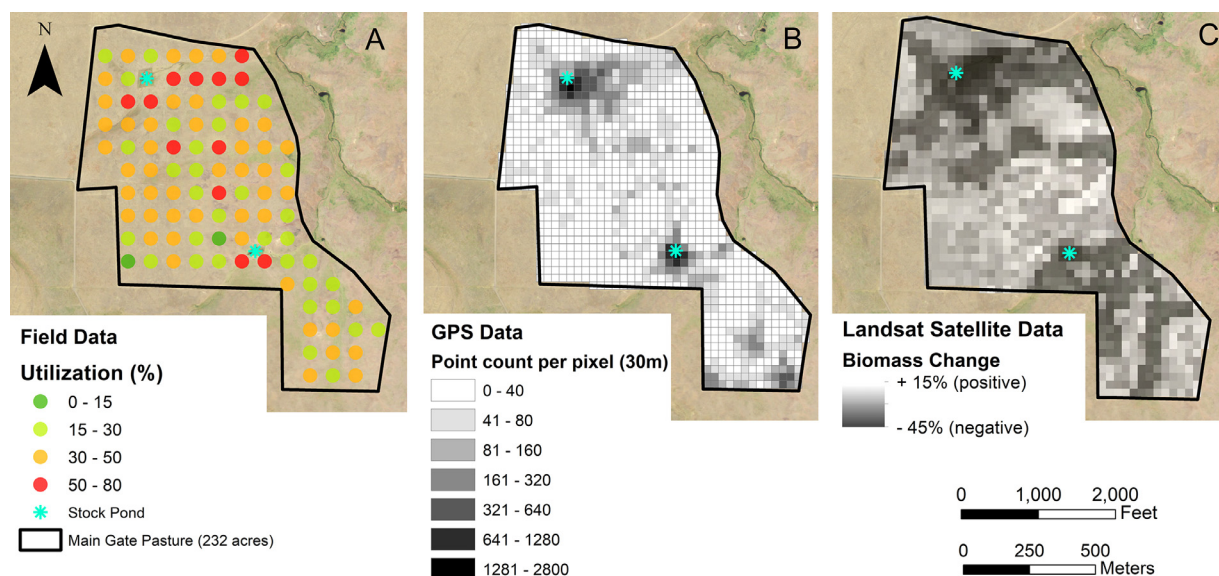 N
A
B
C
Field Data
Utilization (%)
0 - 15
15 - 30
30 - 50
50 - 80
Stock Pond
Main Gate Pasture (232 acres)
GPS Data
Point count per pixel (30m)
0 - 40
41 - 80
81 - 160
161 - 320
321 - 640
641 - 1280
1281 - 2800
Landsat Satellite Data
Biomass Change
+ 15% (positive)
- 45% (negative)
0 1,000 2,000
Feet
0 250 500
Meters